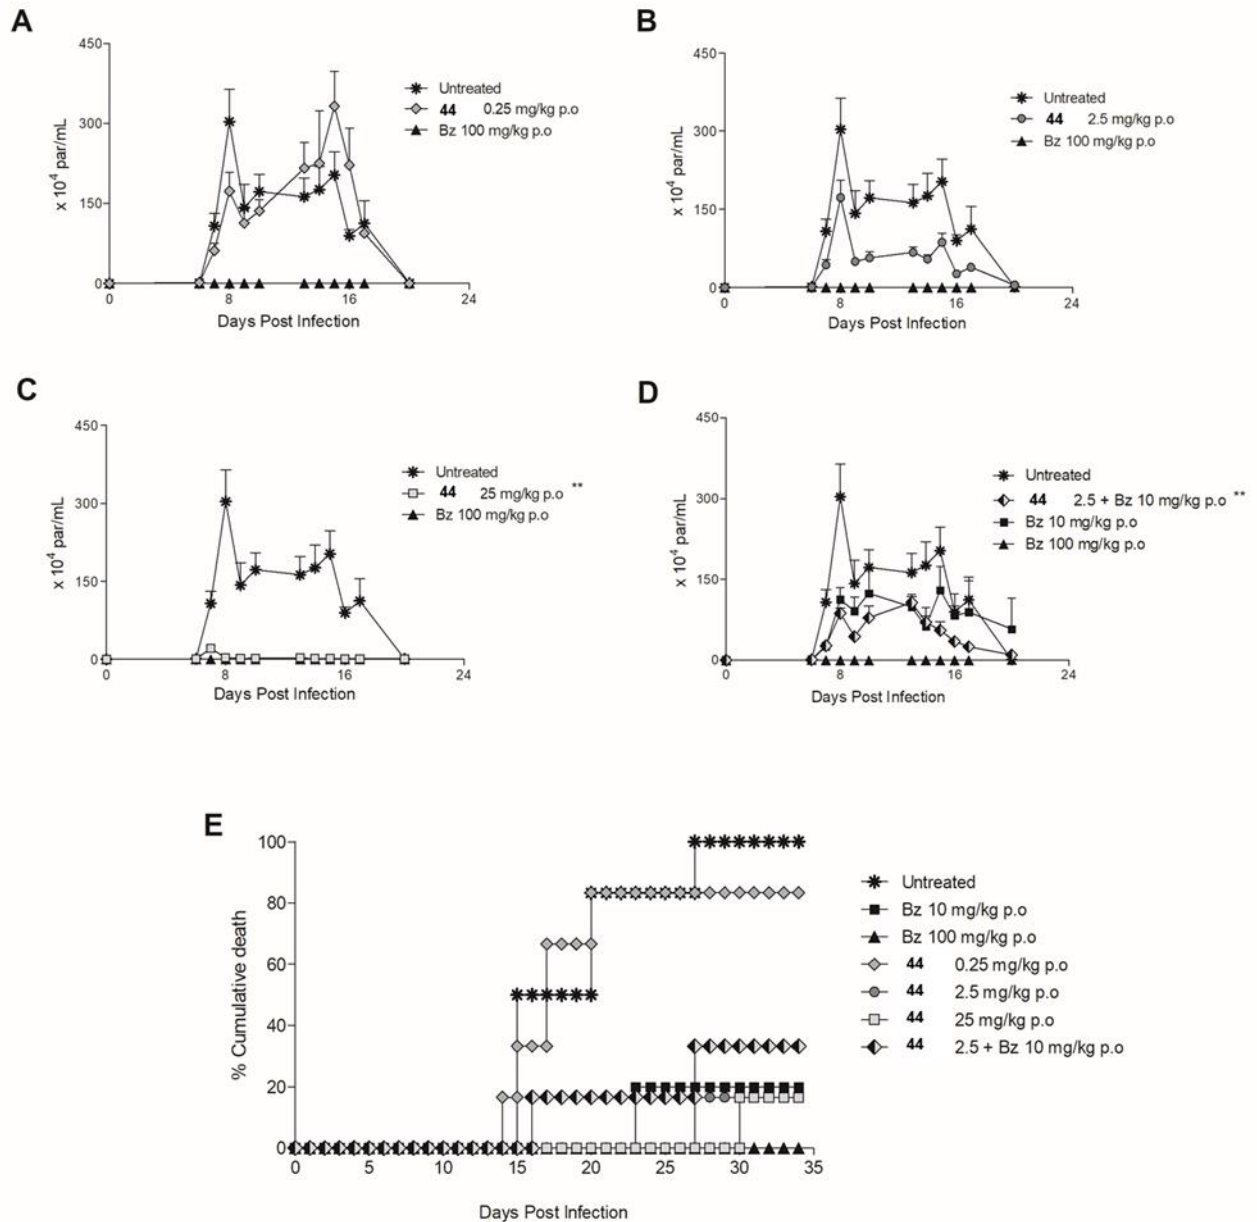 A
450
300
150
0
x 10⁴ par/mL
0 8 16 24
Days Post Infection
Untreated
44 0.25 mg/kg p.o
Bz 100 mg/kg p.o
B
450
300
150
0
x 10⁴ par/mL
0 8 16 24
Days Post Infection
Untreated
44 2.5 mg/kg p.o
Bz 100 mg/kg p.o
C
450
300
150
0
x 10⁴ par/mL
0 8 16 24
Days Post Infection
Untreated
44 25 mg/kg p.o **
Bz 100 mg/kg p.o
D
450
300
150
0
x 10⁴ par/mL
0 8 16 24
Days Post Infection
Untreated
44 2.5 + Bz 10 mg/kg p.o **
Bz 10 mg/kg p.o
Bz 100 mg/kg p.o
E
100
80
60
40
20
0
% Cumulative death
0 5 10 15 20 25 30 35
Days Post Infection
Untreated
Bz 10 mg/kg p.o
Bz 100 mg/kg p.o
44 0.25 mg/kg p.o
44 2.5 mg/kg p.o
44 25 mg/kg p.o
44 2.5 + Bz 10 mg/kg p.o